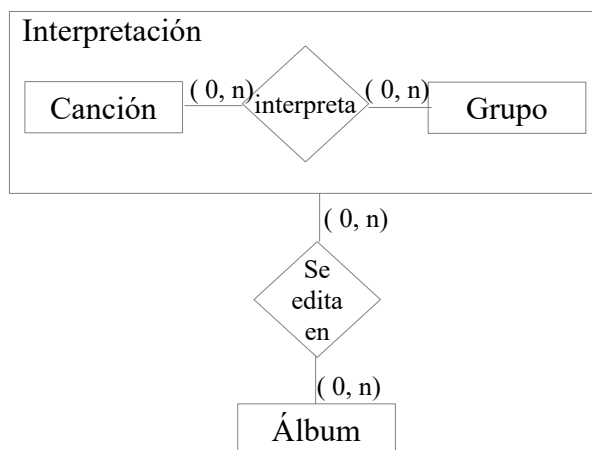 Interpretación
Canción
( 0, n)
interpreta
( 0, n)
Grupo
( 0, n)
Se
edita
en
( 0, n)
Álbum